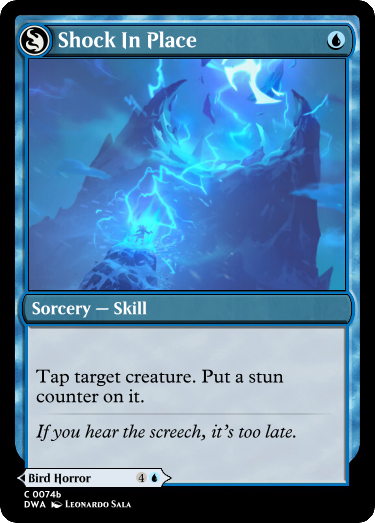 Shock In Place
Sorcery — Skill
Tap target creature. Put a stun
counter on it.
If you hear the screech, it's too late.
Bird Horror 4
C 0074b
DWA Leonardo Sala